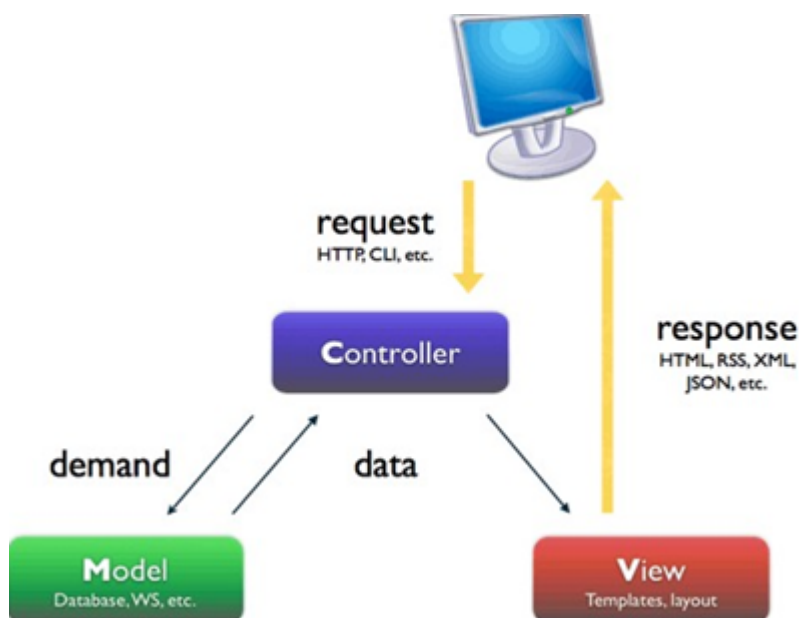 request
HTTP, CLI, etc.
Controller
response
HTML, RSS, XML,
JSON, etc.
demand
data
Model
Database, WS, etc.
View
Templates, layout